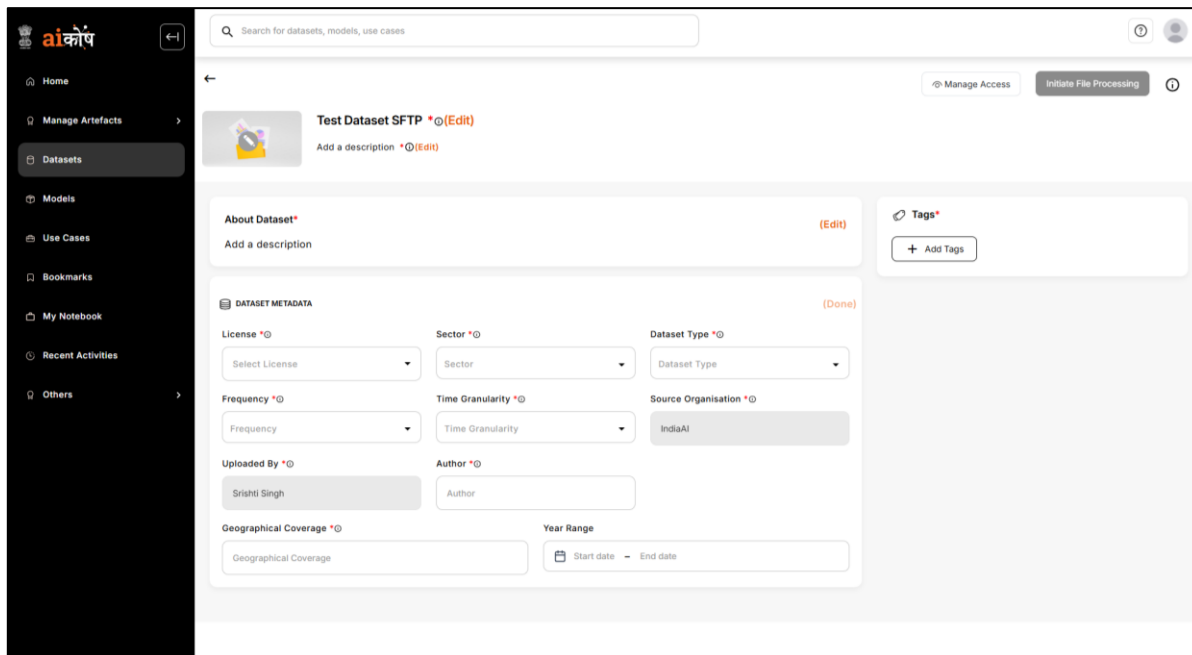 aiकोष
Search for datasets, models, use cases
Home
Manage Artefacts
Datasets
Models
Use Cases
Bookmarks
My Notebook
Recent Activities
Others
Manage Access
Initiate File Processing
Test Dataset SFTP *(Edit)
Add a description *(Edit)
About Dataset*
(Edit)
Add a description
Tags*
+ Add Tags
DATASET METADATA
(Done)
License * Sector * Dataset Type *
Select License Sector Dataset Type
Frequency * Time Granularity * Source Organisation *
Frequency Time Granularity IndiaAI
Uploaded By * Author *
Srishti Singh Author
Geographical Coverage * Year Range
Geographical Coverage Start date – End date